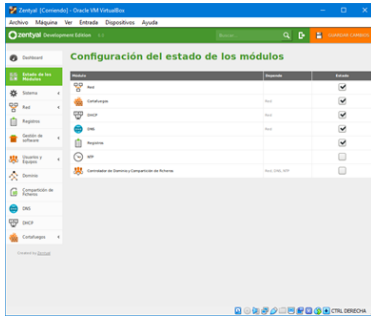 Zentyal [Corriendo] - Oracle VM VirtualBox
Archivo Máquina Ver Entrada Dispositivos Ayuda
zentyal Development Edition
Buscar...
GUARDAR CAMBIOS
Dashboard
Estado de los Módulos
Sistema
Red
Registros
Gestión de software
Usuarios y Equipos
Dominio
Compartición de Ficheros
DNS
DHCP
Cortafuegos
Created by Zentyal
Configuración del estado de los módulos
Módulo Depende Estado
Red
Cortafuegos Red
DHCP Red
DNS Red
Registros
NTP
Controlador de Dominio y Compartición de Ficheros Red, DNS, NTP
CTRL DERECHA